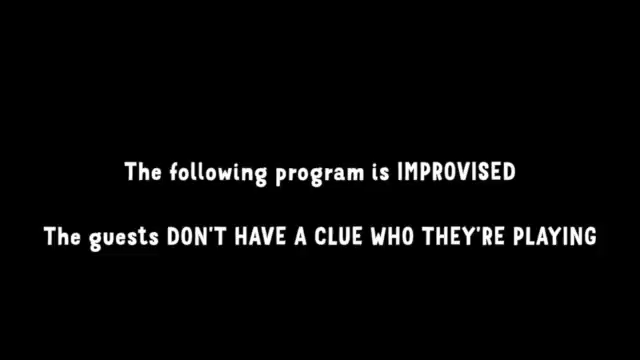 The following program is IMPROVISED
The guests DON'T HAVE A CLUE WHO THEY'RE PLAYING